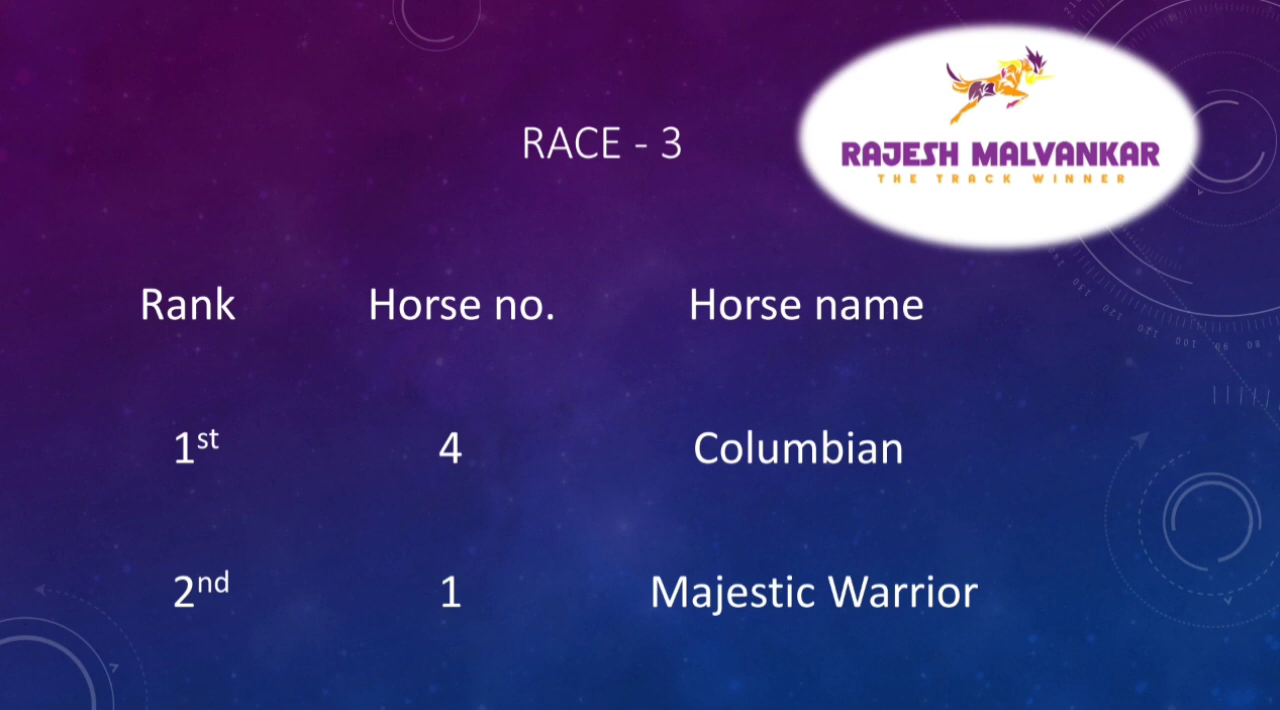 RAJESH MALVANKAR
THE TRACK WINNER
RACE - 3
Rank Horse no. Horse name
1st 4 Columbian
2nd 1 Majestic Warrior